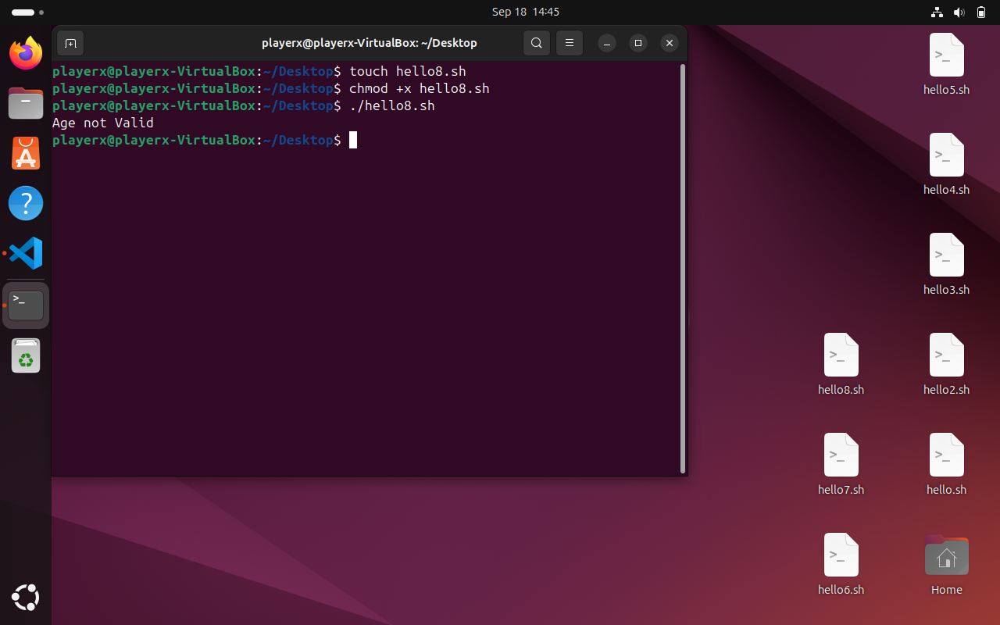 Sep 18 14:45
playerx@playerx-VirtualBox: ~/Desktop
playerx@playerx-VirtualBox:~/Desktop$ touch hello8.sh
playerx@playerx-VirtualBox:~/Desktop$ chmod +x hello8.sh
playerx@playerx-VirtualBox:~/Desktop$ ./hello8.sh
Age not Valid
playerx@playerx-VirtualBox:~/Desktop$
hello5.sh
hello4.sh
hello3.sh
hello8.sh
hello2.sh
hello7.sh
hello.sh
hello6.sh
Home